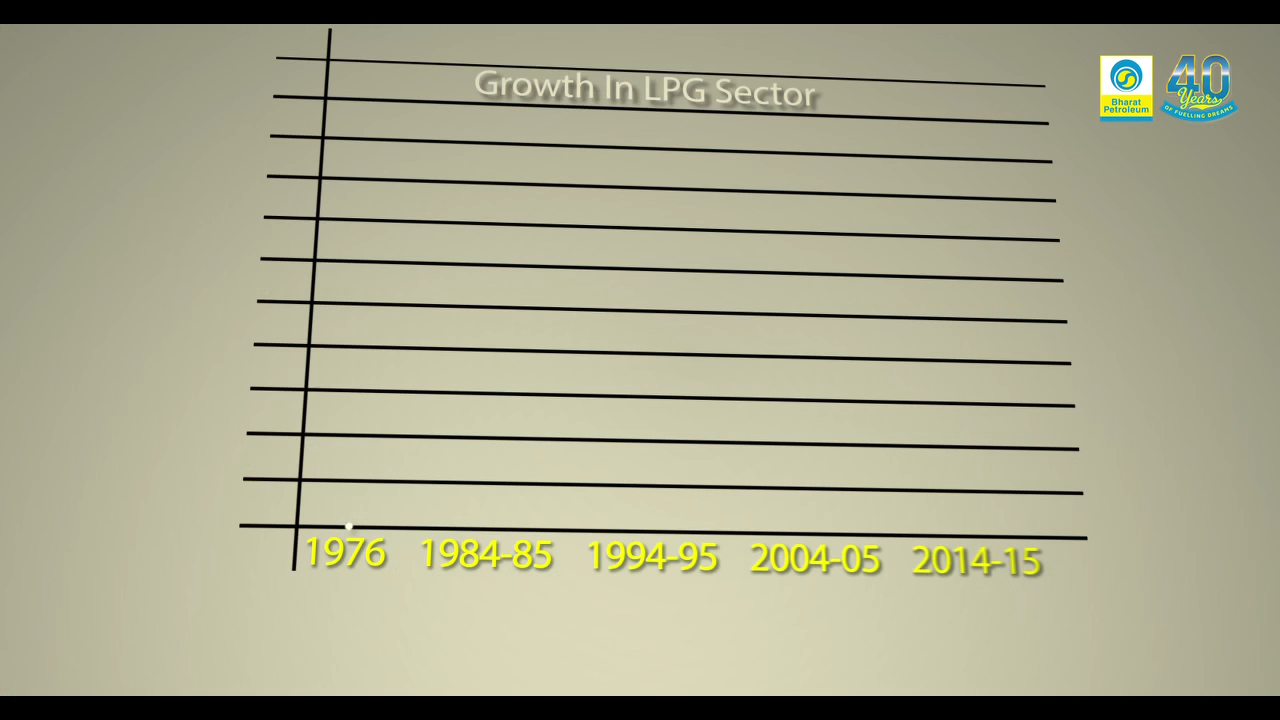 Growth In LPG Sector
Bharat
Petroleum
40
Years
OF FUELLING DREAMS
1976 1984-85 1994-95 2004-05 2014-15